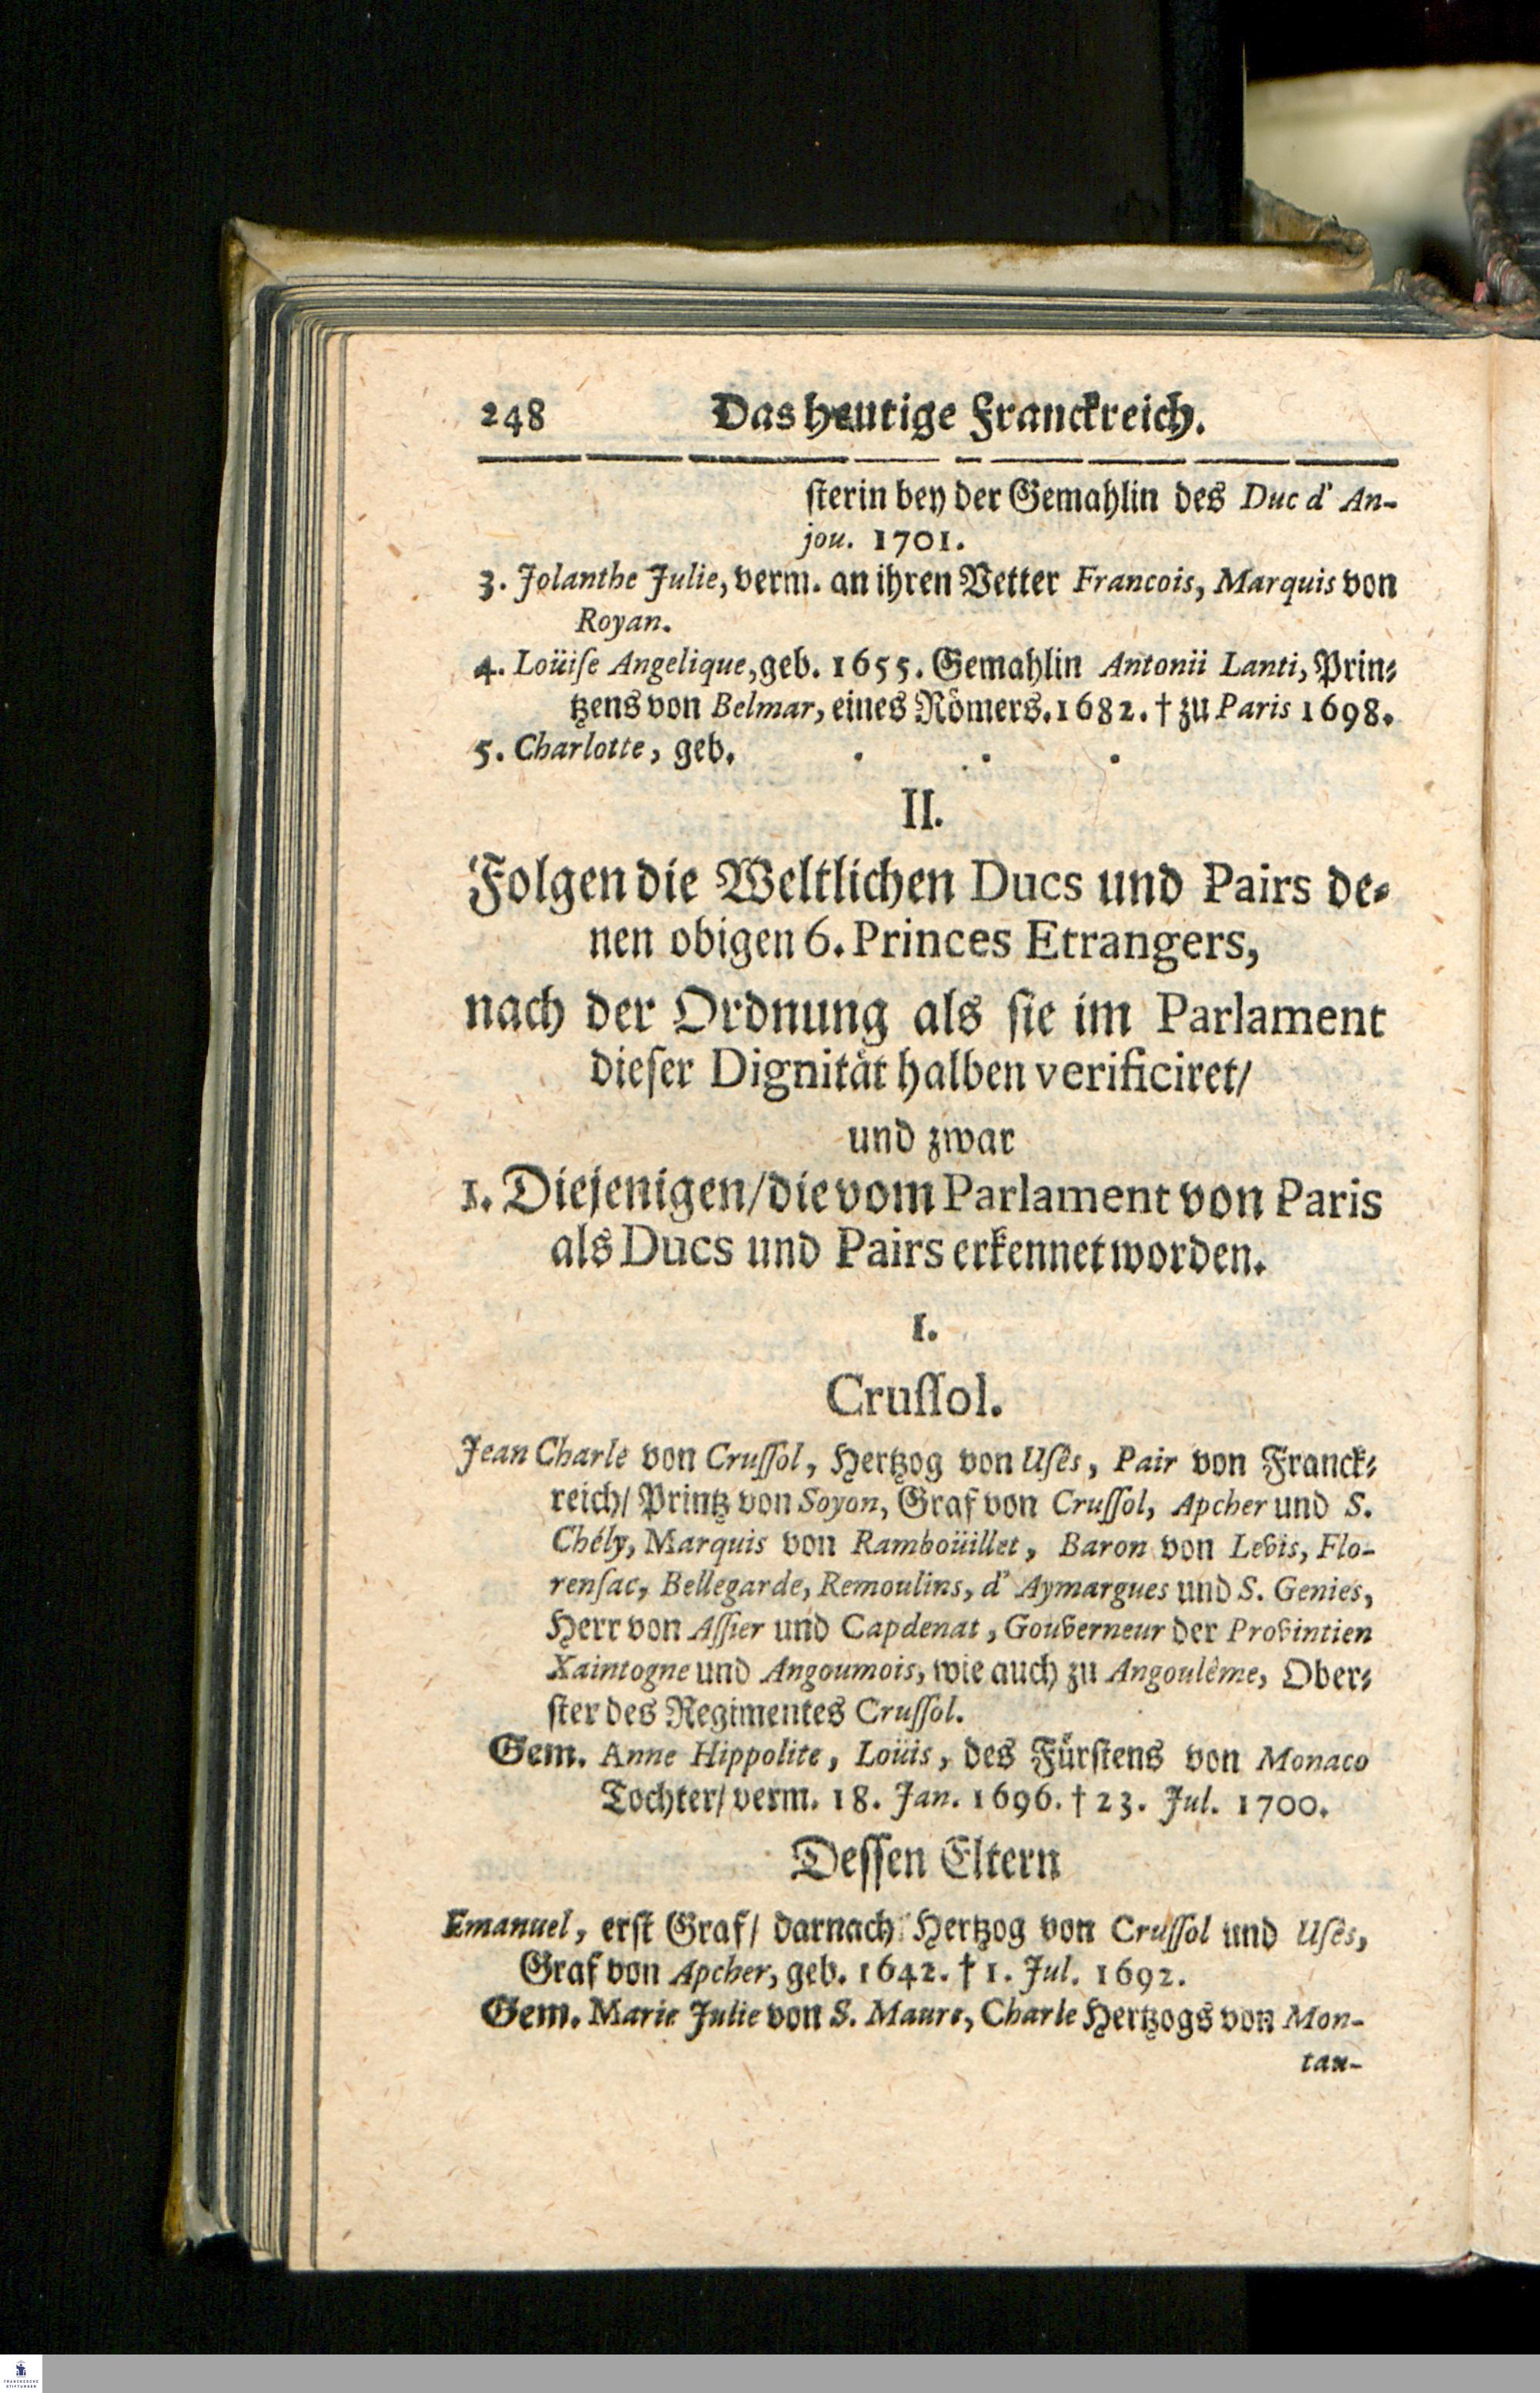 248 Das heutige Franckreich.
ſterin bey der Gemahlin des Duc d' An-
jou. 1701.
3. Jolanthe Julie, verm. an ihren Vetter Francois, Marquis von
Royan.
4. Loüiſe Angelique, geb. 1655. Gemahlin Antonii Lanti, Prin-
tzens von Belmar, eines Römers. 1682. † zu Paris 1698.
5. Charlotte, geb. . . .
II.
Folgen die Weltlichen Ducs und Pairs de-
nen obigen 6. Princes Etrangers,
nach der Ordnung als ſie im Parlament
dieſer Dignität halben verificiret/
und zwar
1. Diejenigen/ die vom Parlament von Paris
als Ducs und Pairs erkennet worden.
I.
Cruſſol.
Jean Charle von Cruſſol, Hertzog von Uſês, Pair von Franck-
reich/ Printz von Soyon, Graf von Cruſſol, Apcher und S.
Chély, Marquis von Ramboüillet, Baron von Levis, Flo-
renſac, Bellegarde, Remoulins, d' Aymargues und S. Genies,
Herr von Aſſier und Capdenat, Gouverneur der Provintien
Xaintogne und Angoumois, wie auch zu Angoulême, Ober-
ſter des Regimentes Cruſſol.
Gem. Anne Hippolite, Loüis, des Fürſtens von Monaco
Tochter/ verm. 18. Jan. 1696. † 23. Jul. 1700.
Deſſen Eltern
Emanuel, erſt Graf/ darnach Hertzog von Cruſſol und Uſês,
Graf von Apcher, geb. 1642. † 1. Jul. 1692.
Gem. Marie Julie von S. Maure, Charle Hertzogs von Mon-
tau-
FRANCKESCHE
STIFTUNGEN